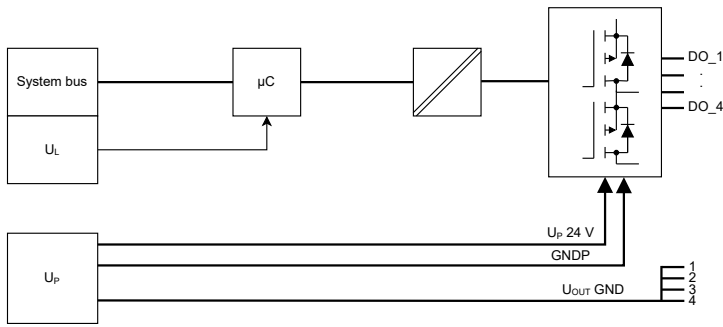 System bus
µC
DO_1
:
DO_4
UL
UP 24 V
GNDP
UP
UOUT GND
1
2
3
4